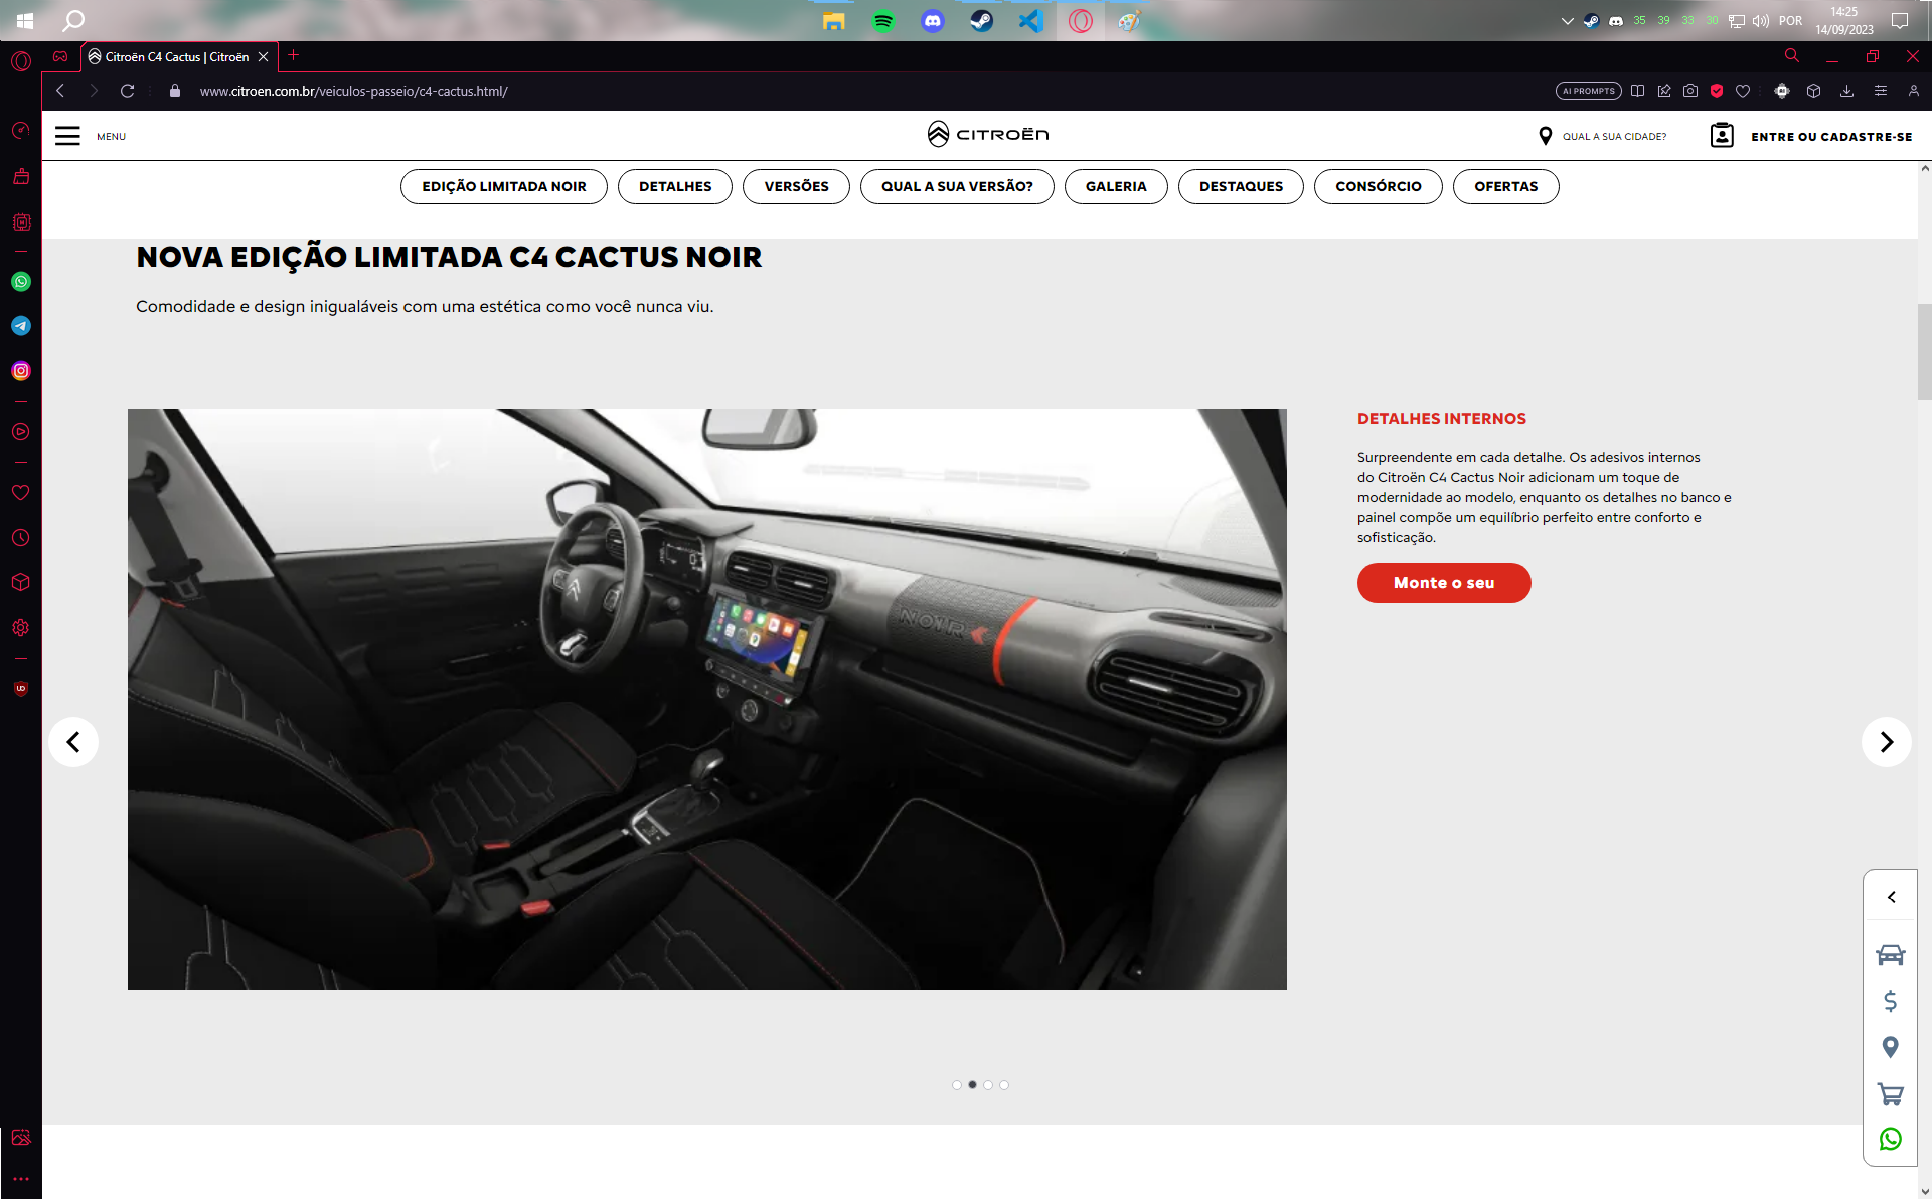 35 39 33 30 POR 14:25
14/09/2023
Citroën C4 Cactus | Citroën
www.citroen.com.br/veiculos-passeio/c4-cactus.html/
AI PROMPTS
MENU
CITROËN
QUAL A SUA CIDADE?
ENTRE OU CADASTRE-SE
EDIÇÃO LIMITADA NOIR
DETALHES
VERSÕES
QUAL A SUA VERSÃO?
GALERIA
DESTAQUES
CONSÓRCIO
OFERTAS
NOVA EDIÇÃO LIMITADA C4 CACTUS NOIR
Comodidade e design inigualáveis com uma estética como você nunca viu.
NOIR
DETALHES INTERNOS
Surpreendente em cada detalhe. Os adesivos internos
do Citroën C4 Cactus Noir adicionam um toque de
modernidade ao modelo, enquanto os detalhes no banco e
painel compõe um equilíbrio perfeito entre conforto e
sofisticação.
Monte o seu